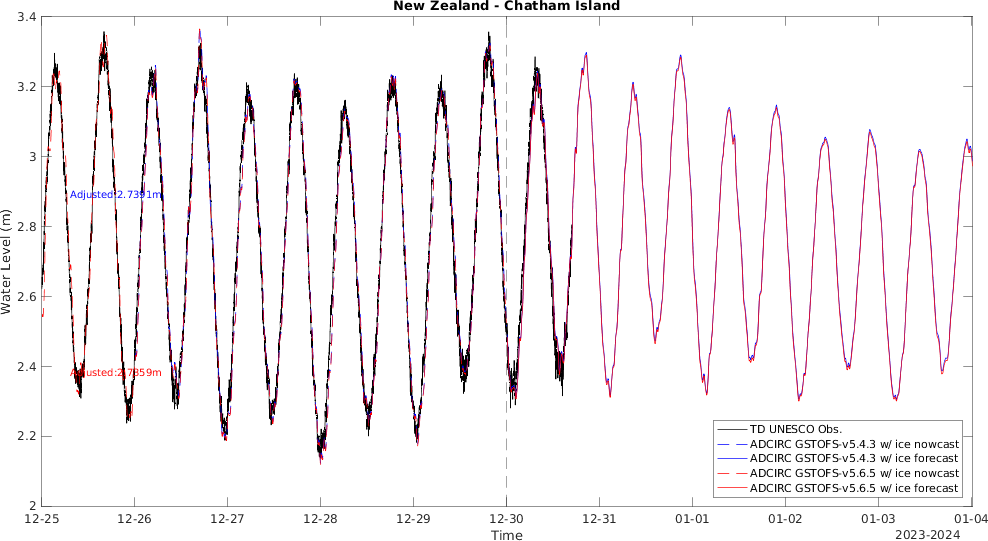 New Zealand - Chatham Island
3.4
3.2
3
2.8
2.6
2.4
2.2
2
Water Level (m)
Adjusted:2.7391m
Adjusted:2.7359m
TD UNESCO Obs.
ADCIRC GSTOFS-v5.4.3 w/ ice nowcast
ADCIRC GSTOFS-v5.4.3 w/ ice forecast
ADCIRC GSTOFS-v5.6.5 w/ ice nowcast
ADCIRC GSTOFS-v5.6.5 w/ ice forecast
12-25 12-26 12-27 12-28 12-29 12-30 12-31 01-01 01-02 01-03 01-04
Time
2023-2024